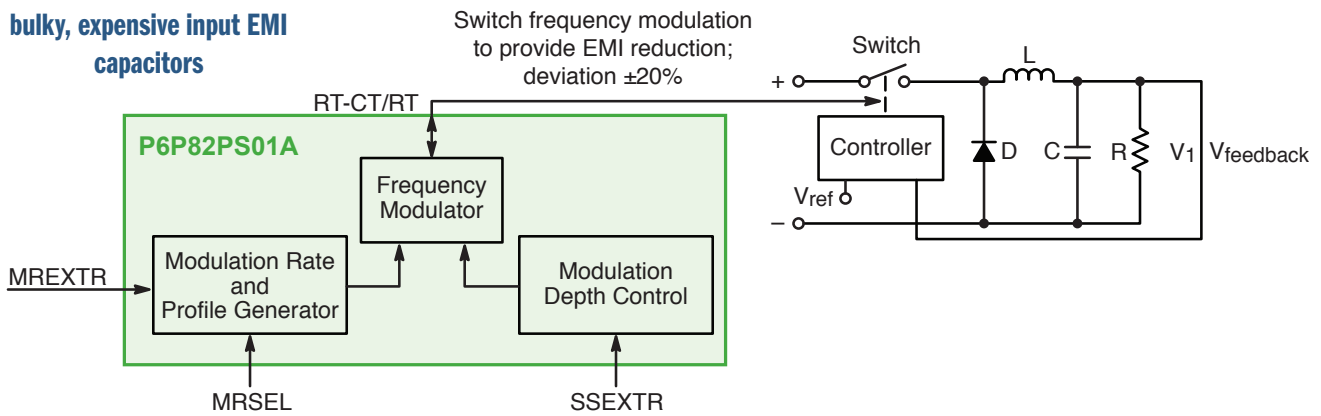 bulky, expensive input EMI
capacitors
Switch frequency modulation
to provide EMI reduction;
deviation ±20%
Switch
L
+
RT-CT/RT
P6P82PS01A
Controller
D
C
R
V1
Vfeedback
Frequency
Modulator
Vref
–
Modulation Rate
and
Profile Generator
Modulation
Depth Control
MREXTR
MRSEL
SSEXTR